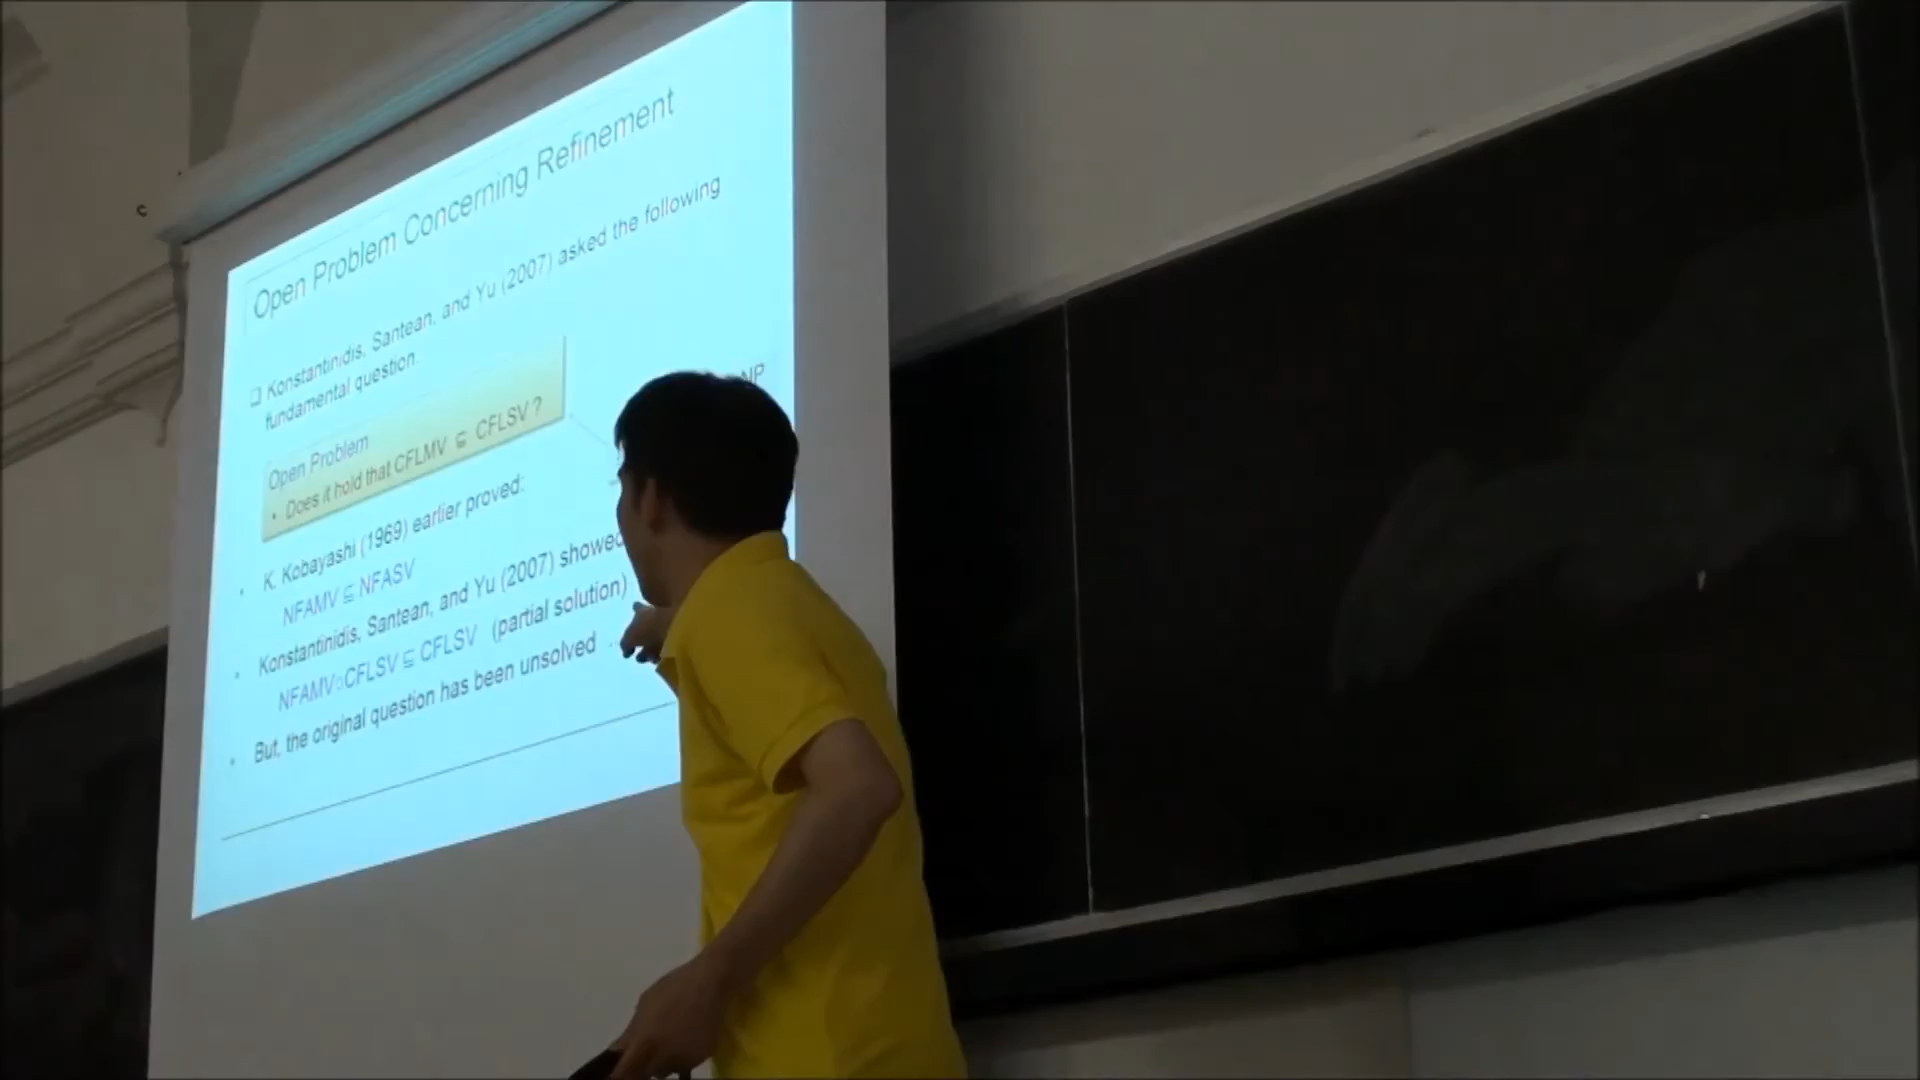 Open Problem Concerning Refinement
❑ Konstantinidis, Santean, and Yu (2007) asked the following
fundamental question.
NP
Open Problem
• Does it hold that CFLMV ⊑ CFLSV ?
• K. Kobayashi (1969) earlier proved:
NFAMV ⊑ NFASV
• Konstantinidis, Santean, and Yu (2007) showed
NFAMV○CFLSV ⊑ CFLSV (partial solution)
• But, the original question has been unsolved